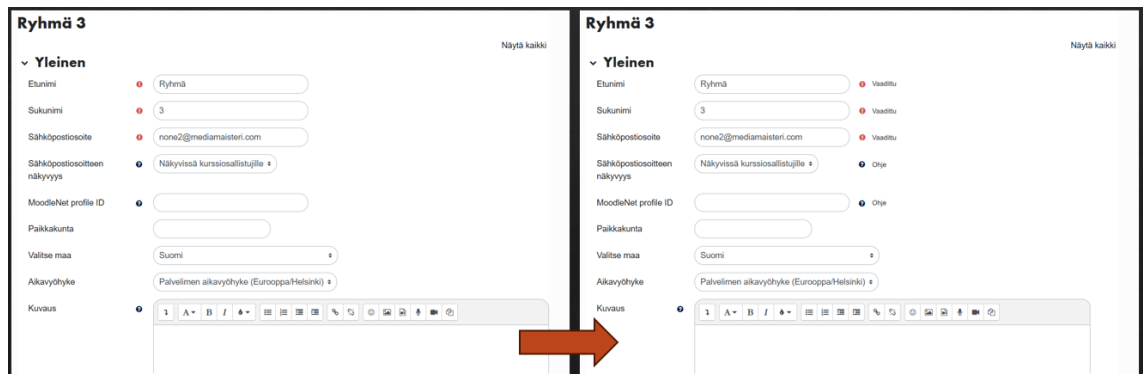 Ryhmä 3
Näytä kaikki
Yleinen
Etunimi
Ryhmä
Sukunimi
3
Sähköpostiosoite
none2@mediamaisteri.com
Sähköpostiosoitteen
näkyvyys
Näkyvissä kurssiosallistujille
MoodleNet profile ID
Paikkakunta
Valitse maa
Suomi
Aikavyöhyke
Palvelimen aikavyöhyke (Eurooppa/Helsinki)
Kuvaus
A B I
Ryhmä 3
Näytä kaikki
Yleinen
Etunimi
Ryhmä
Vaadittu
Sukunimi
3
Vaadittu
Sähköpostiosoite
none2@mediamaisteri.com
Vaadittu
Sähköpostiosoitteen
näkyvyys
Näkyvissä kurssiosallistujille
Ohje
MoodleNet profile ID
Ohje
Paikkakunta
Valitse maa
Suomi
Aikavyöhyke
Palvelimen aikavyöhyke (Eurooppa/Helsinki)
Kuvaus
A B I